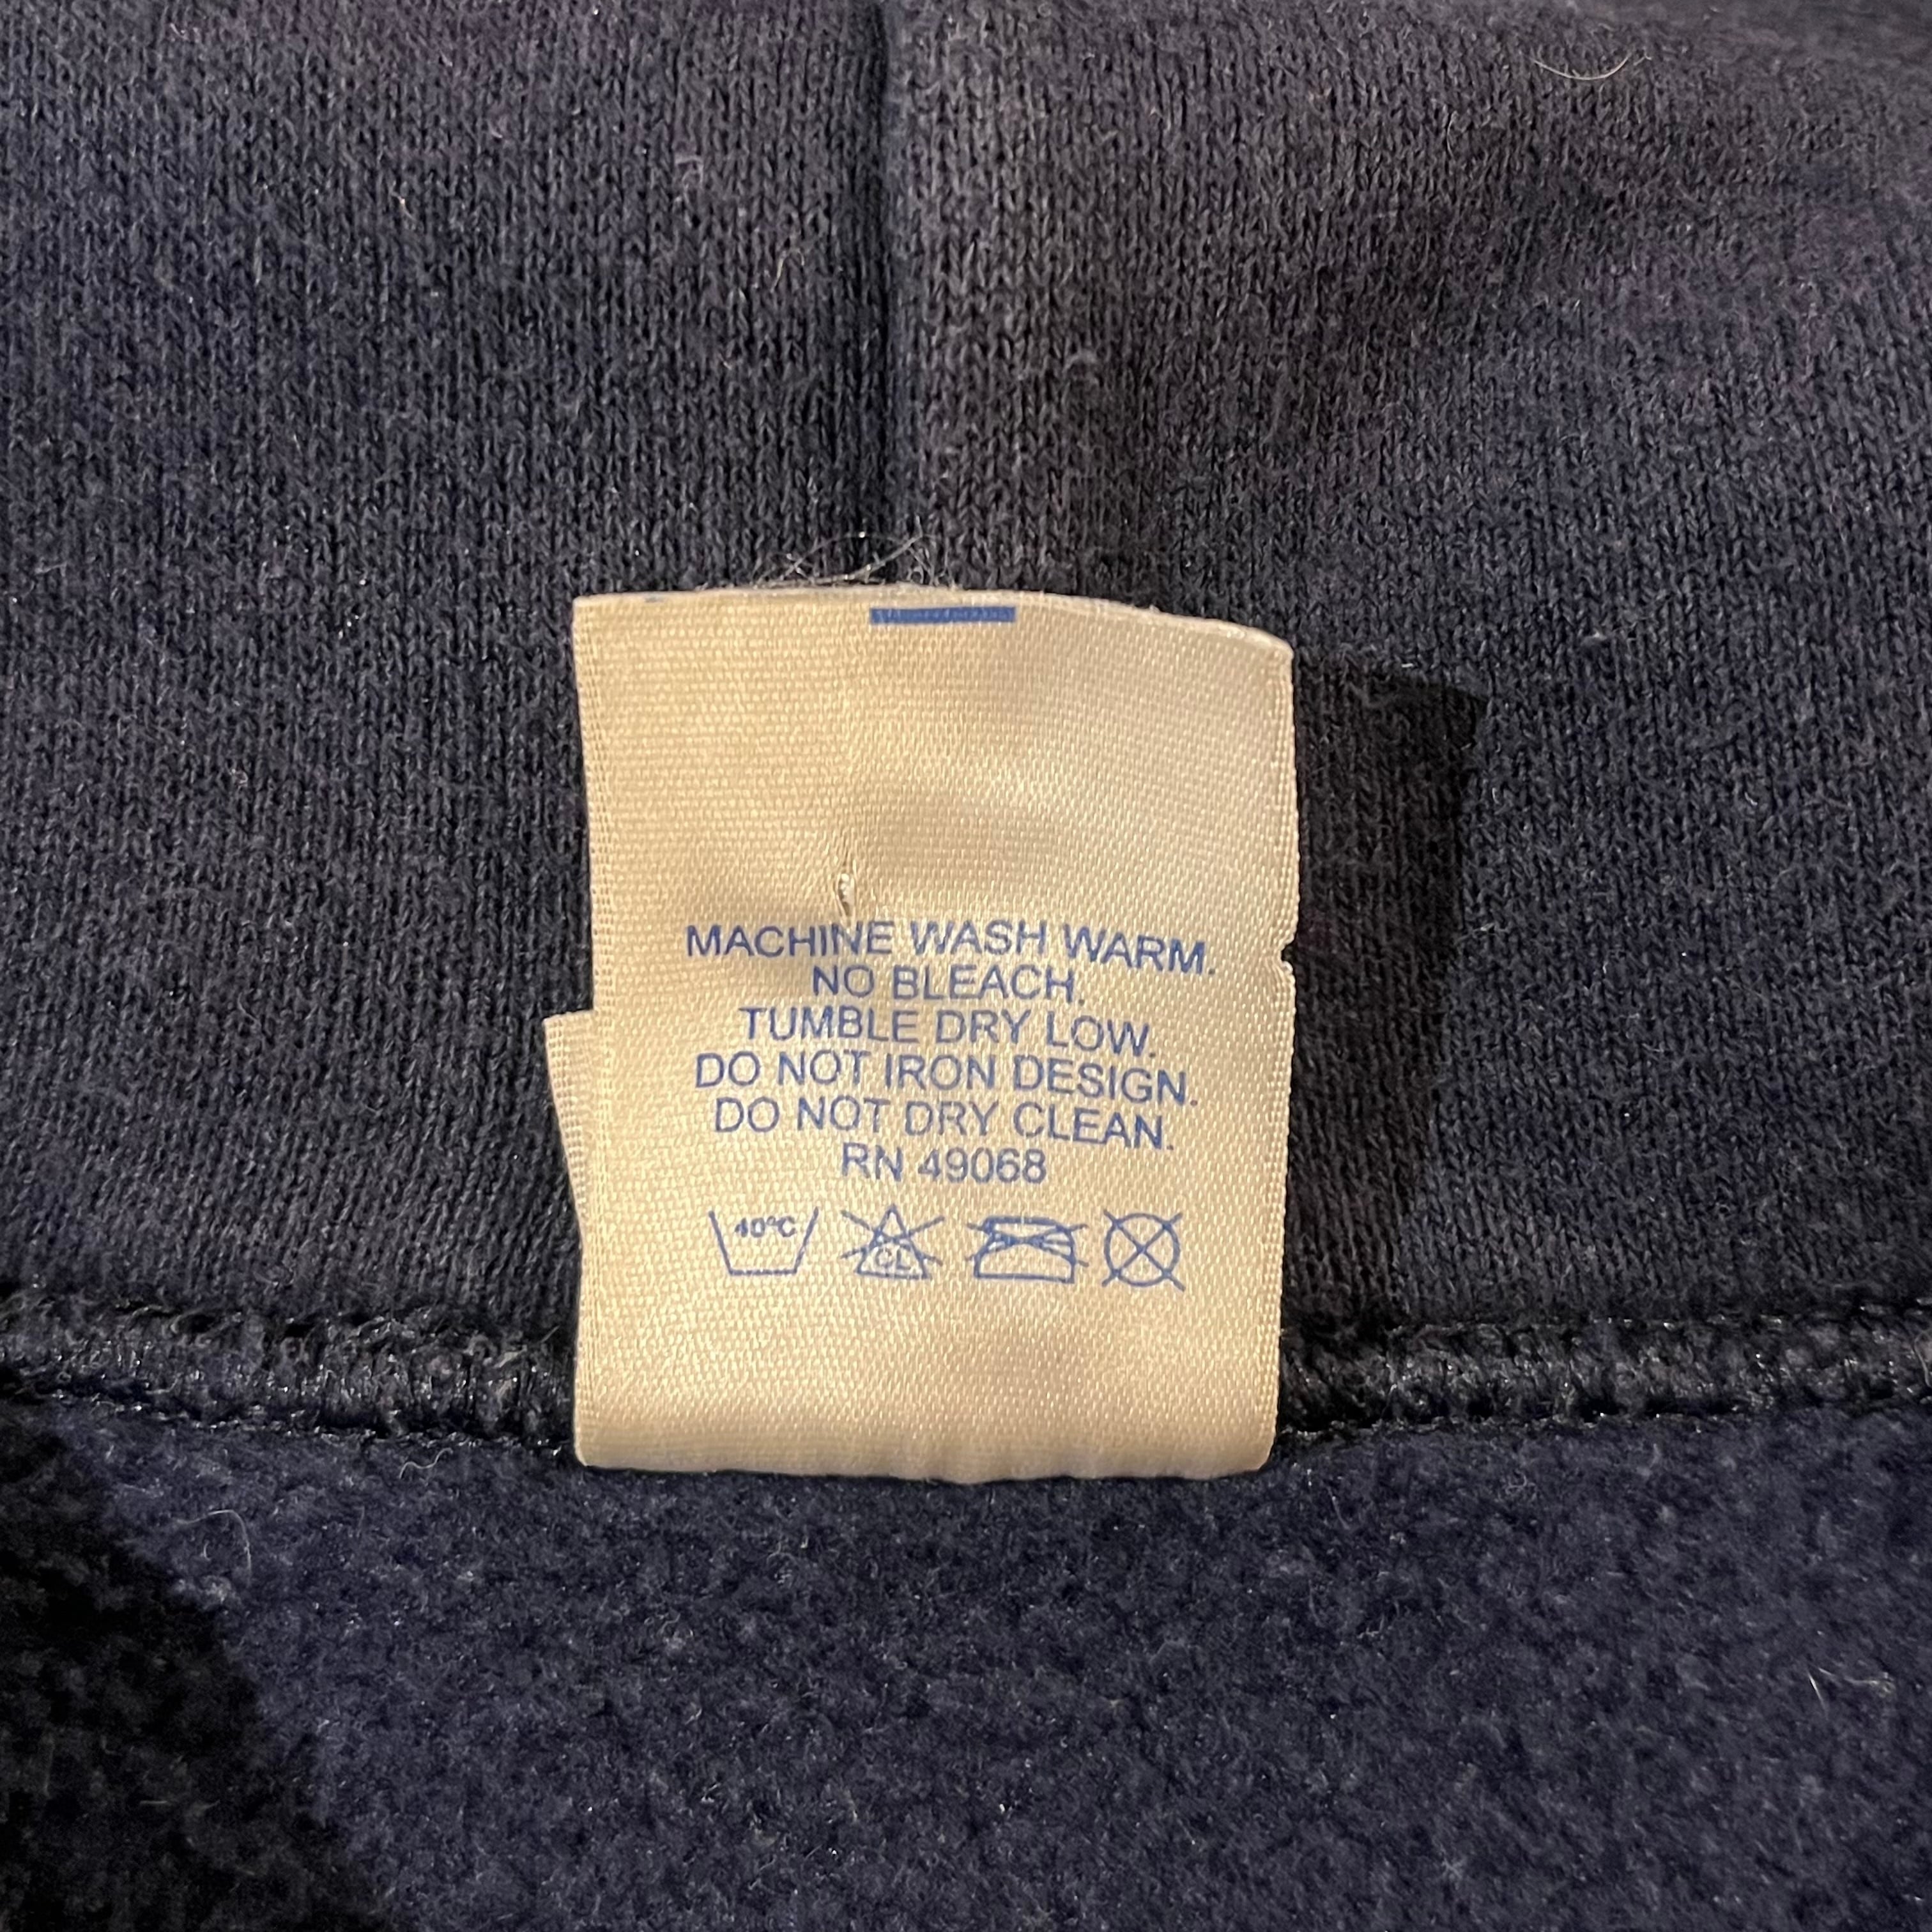 MACHINE WASH WARM.
NO BLEACH.
TUMBLE DRY LOW.
DO NOT IRON DESIGN.
DO NOT DRY CLEAN.
RN 49068
40°C CL